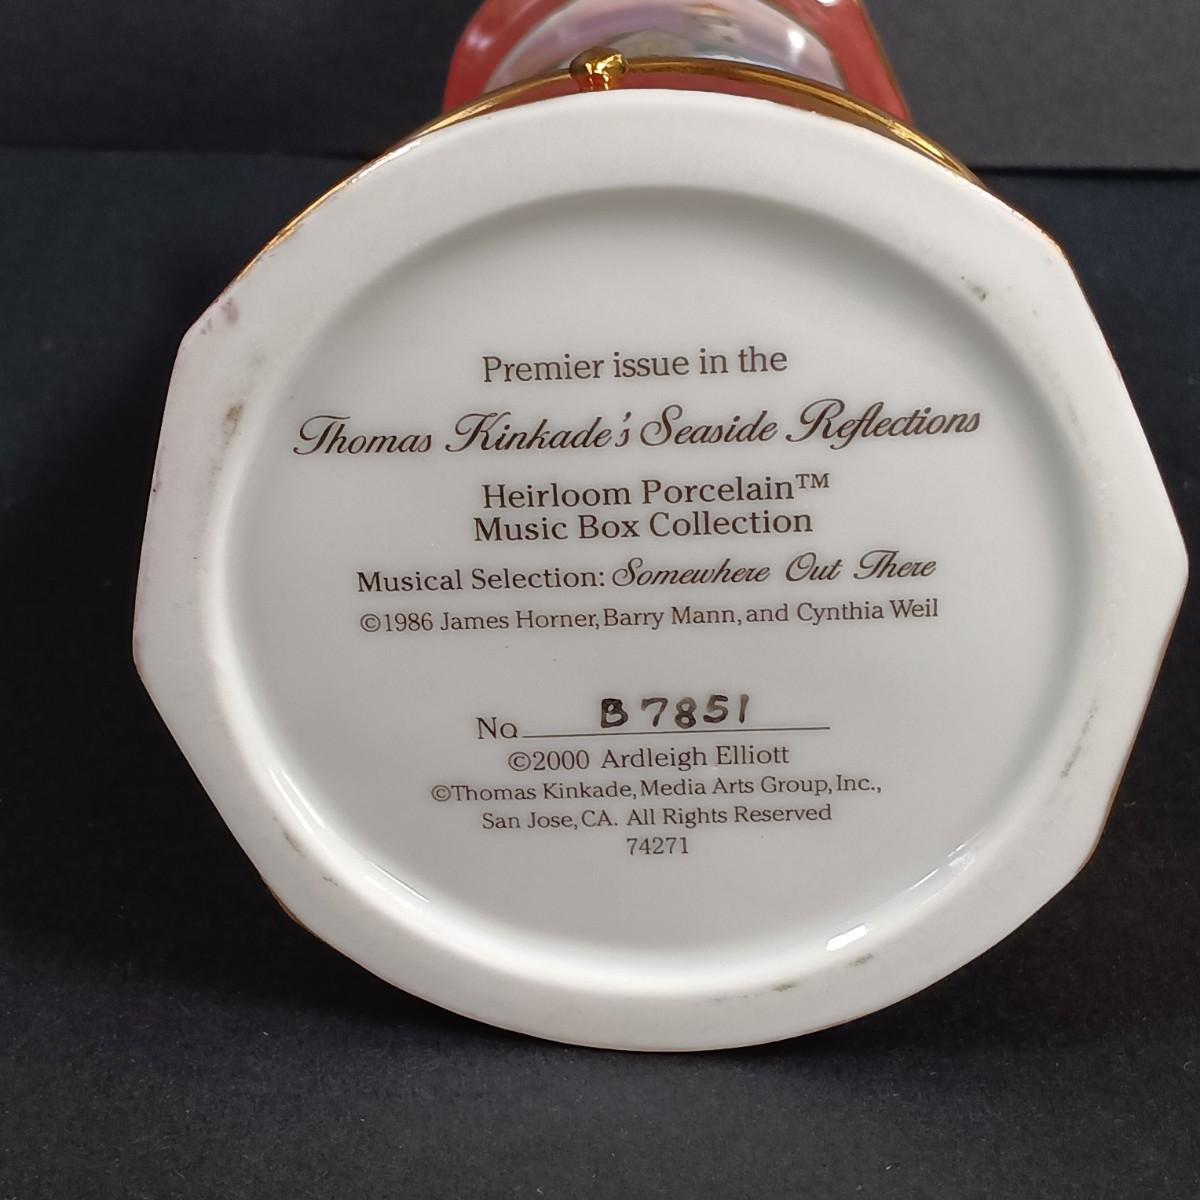 Premier issue in the
Thomas Kinkade's Seaside Reflections
Heirloom Porcelain™
Music Box Collection
Musical Selection: Somewhere Out There
©1986 James Horner, Barry Mann, and Cynthia Weil
No. B7851
©2000 Ardleigh Elliott
©Thomas Kinkade, Media Arts Group, Inc.,
San Jose, CA. All Rights Reserved
74271